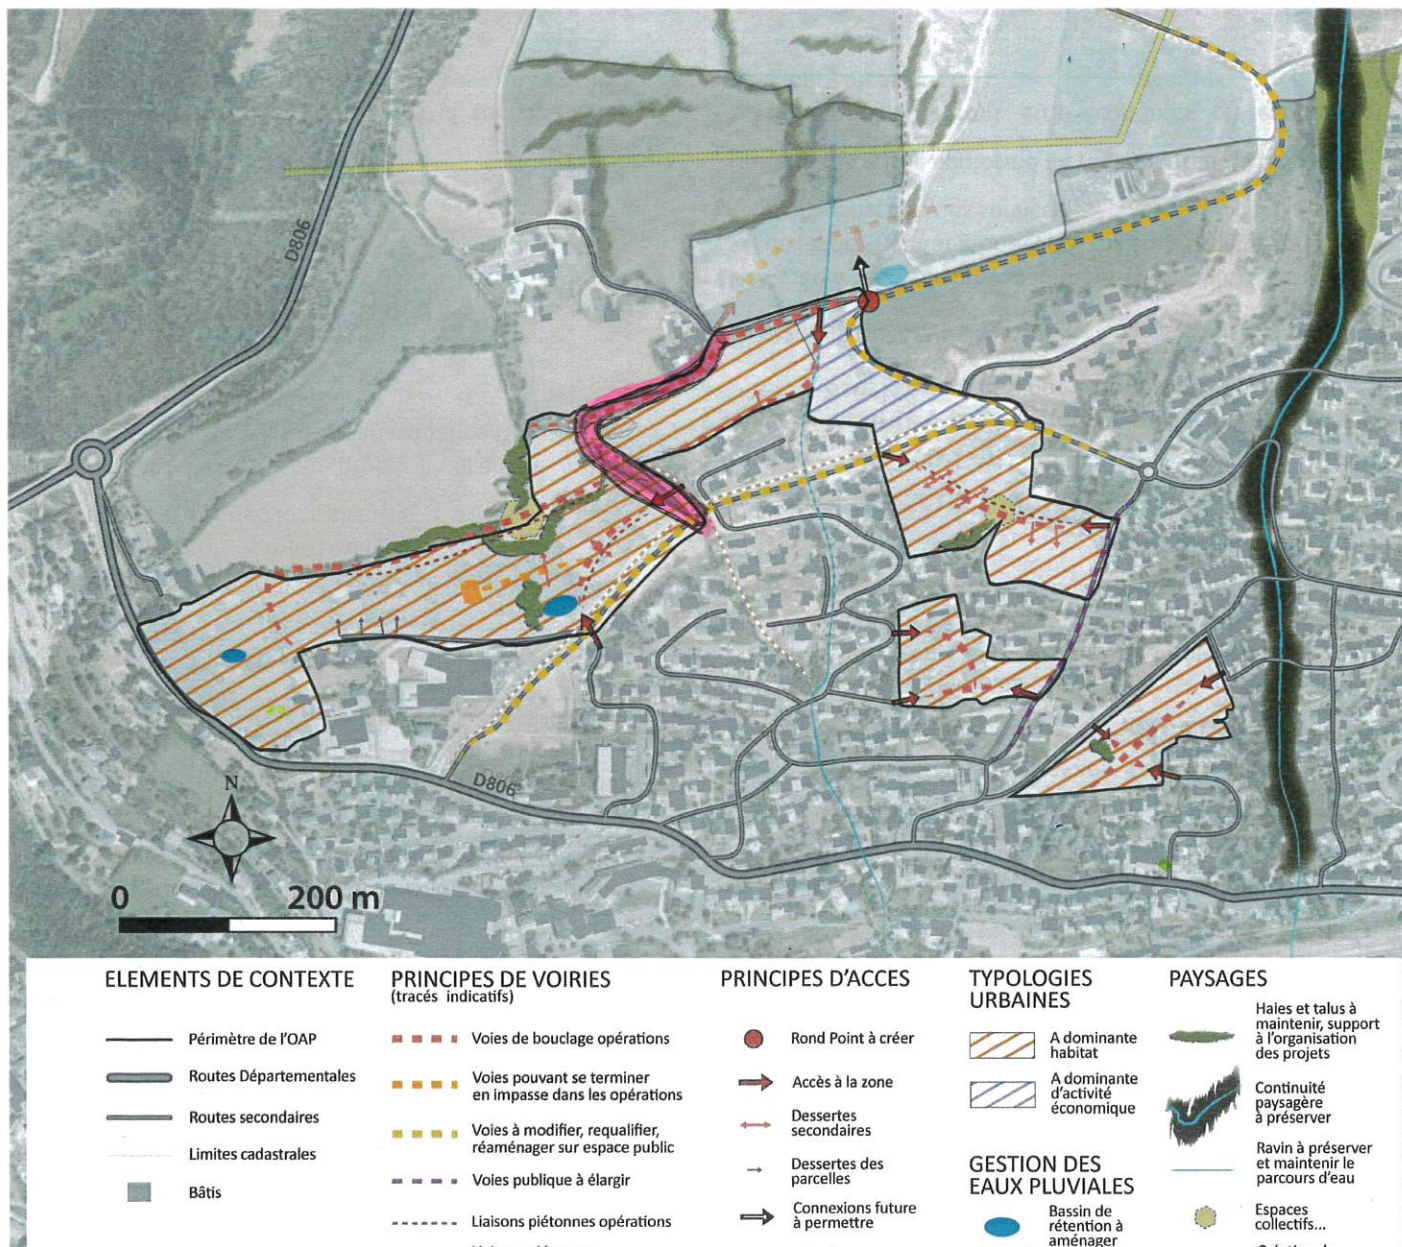 D806
D806
N
0 200 m
ELEMENTS DE CONTEXTE
Périmètre de l'OAP
Routes Départementales
Routes secondaires
Limites cadastrales
Bâtis
PRINCIPES DE VOIRIES
(tracés indicatifs)
Voies de bouclage opérations
Voies pouvant se terminer
en impasse dans les opérations
Voies à modifier, requalifier,
réaménager sur espace public
Voies publique à élargir
Liaisons piétonnes opérations
PRINCIPES D'ACCES
Rond Point à créer
Accès à la zone
Dessertes
secondaires
Dessertes des
parcelles
Connexions future
à permettre
TYPOLOGIES
URBAINES
A dominante
habitat
A dominante
d'activité
économique
GESTION DES
EAUX PLUVIALES
Bassin de
rétention à
aménager
PAYSAGES
Haies et talus à
maintenir, support
à l'organisation
des projets
Continuité
paysagère
à préserver
Ravin à préserver
et maintenir le
parcours d'eau
Espaces
collectifs...